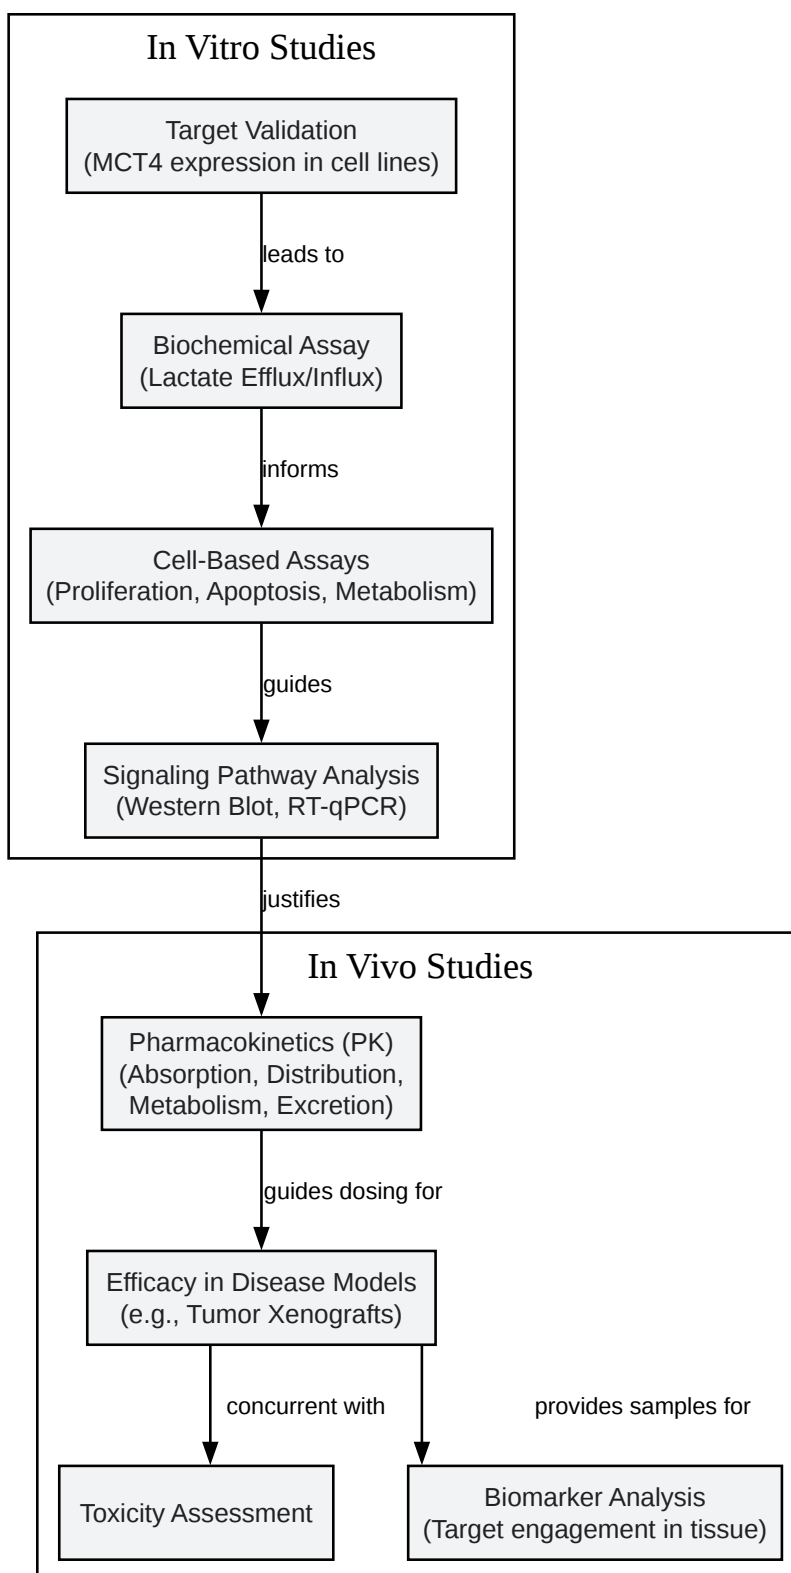 In Vitro Studies
Target Validation
(MCT4 expression in cell lines)
leads to
Biochemical Assay
(Lactate Efflux/Influx)
informs
Cell-Based Assays
(Proliferation, Apoptosis, Metabolism)
guides
Signaling Pathway Analysis
(Western Blot, RT-qPCR)
justifies
In Vivo Studies
Pharmacokinetics (PK)
(Absorption, Distribution,
Metabolism, Excretion)
guides dosing for
Efficacy in Disease Models
(e.g., Tumor Xenografts)
concurrent with
provides samples for
Toxicity Assessment
Biomarker Analysis
(Target engagement in tissue)